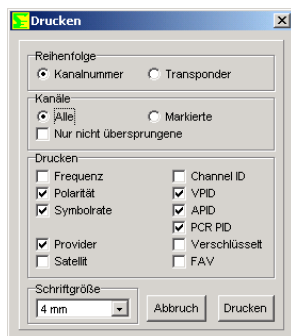 Drucken
Reihenfolge
Kanalnummer Transponder
Kanäle
Alle Markierte
Nur nicht übersprungene
Drucken
Frequenz Channel ID
Polarität VPID
Symbolrate APID
PCR PID
Provider Verschlüsselt
Satellit FAV
Schriftgröße
4 mm Abbruch Drucken